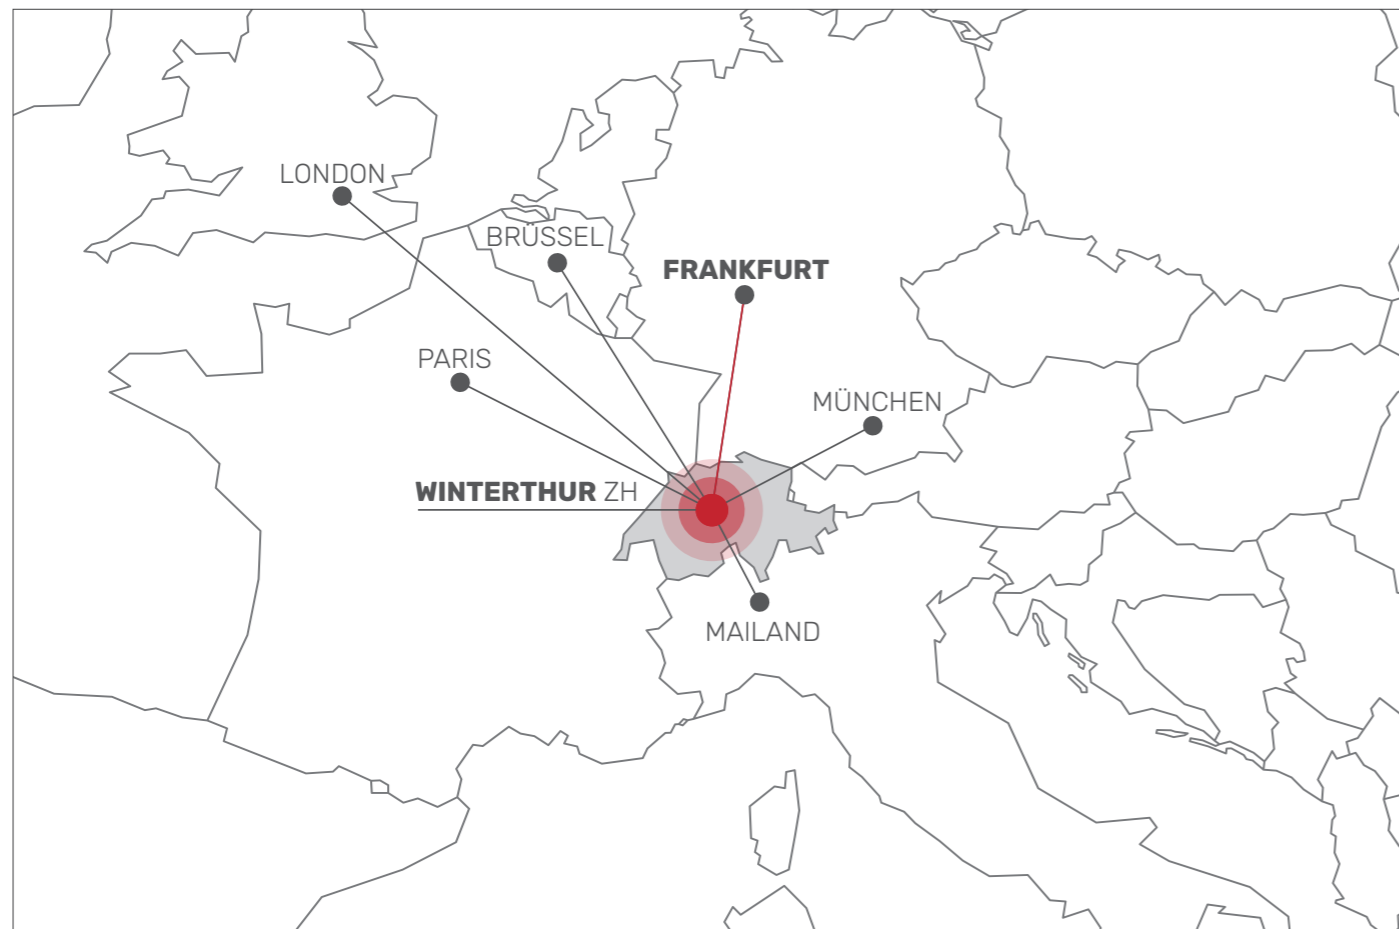 LONDON
BRÜSSEL
FRANKFURT
PARIS
MÜNCHEN
WINTERTHUR ZH
MAILAND